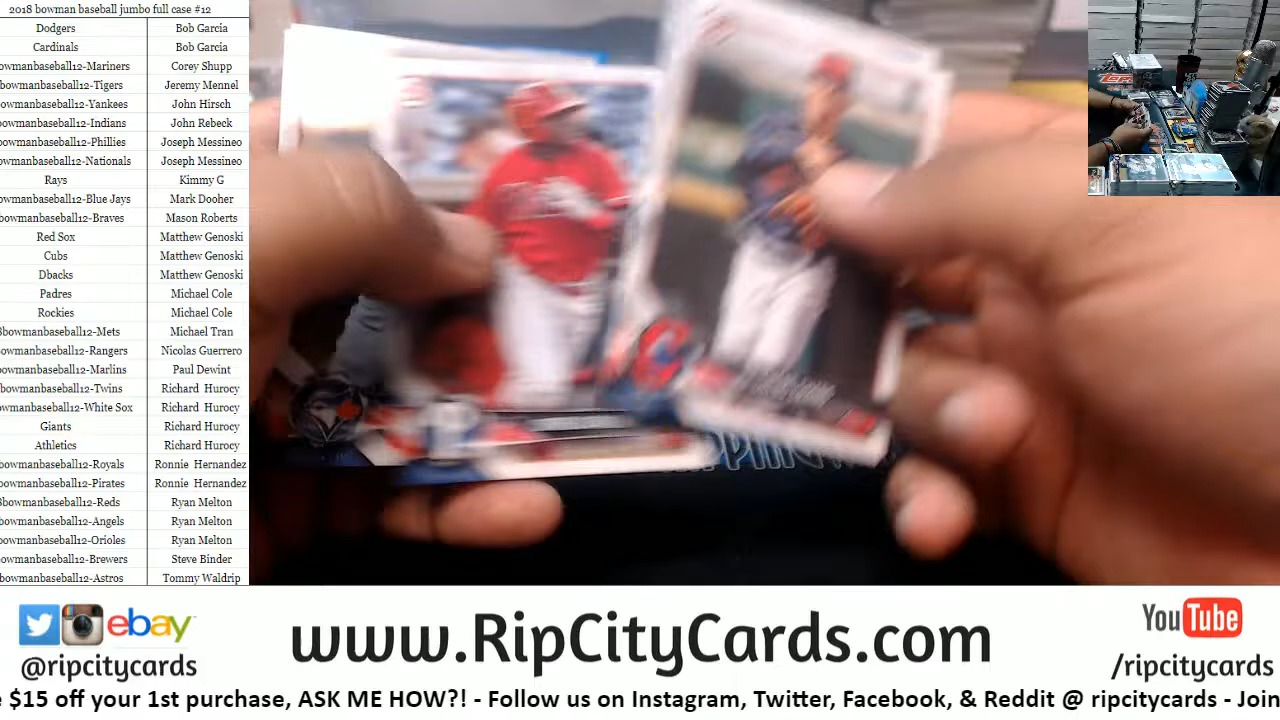 2018 bowman baseball jumbo full case #12
Dodgers Bob Garcia
Cardinals Bob Garcia
owmanbaseball12-Mariners Corey Shupp
bowmanbaseball12-Tigers Jeremy Mennel
owmanbaseball12-Yankees John Hirsch
bowmanbaseball12-Indians John Rebeck
owmanbaseball12-Phillies Joseph Messineo
wmanbaseball12-Nationals Joseph Messineo
Rays Kimmy G
owmanbaseball12-Blue Jays Mark Dooher
owmanbaseball12-Braves Mason Roberts
Red Sox Matthew Genoski
Cubs Matthew Genoski
Dbacks Matthew Genoski
Padres Michael Cole
Rockies Michael Cole
8bowmanbaseball12-Mets Michael Tran
owmanbaseball12-Rangers Nicolas Guerrero
owmanbaseball12-Marlins Paul Dewint
bowmanbaseball12-Twins Richard Hurocy
wmanbaseball12-White Sox Richard Hurocy
Giants Richard Hurocy
Athletics Richard Hurocy
bowmanbaseball12-Royals Ronnie Hernandez
owmanbaseball12-Pirates Ronnie Hernandez
8bowmanbaseball12-Reds Ryan Melton
owmanbaseball12-Angels Ryan Melton
owmanbaseball12-Orioles Ryan Melton
owmanbaseball12-Brewers Steve Binder
bowmanbaseball12-Astros Tommy Waldrip
ebay
@ripcitycards
www.RipCityCards.com
YouTube
/ripcitycards
e $15 off your 1st purchase, ASK ME HOW?! - Follow us on Instagram, Twitter, Facebook, & Reddit @ ripcitycards - Join